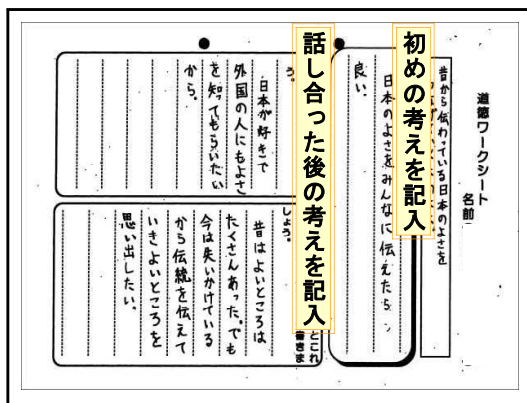 道徳ワークシート
名前
昔から伝わっている日本のよさを
初めの考えを記入
日本のよさをみんなに伝えたら
良い。
話し合った後の考えを記入
う。
日本が好きで
外国の人にもよさ
を知ってもらいたい
から。
とこれ
書きま
しょう。
昔はよいところは
たくさんあった。でも
今は失いかけている
から伝統を伝えて
いきよいところを
思い出したい。